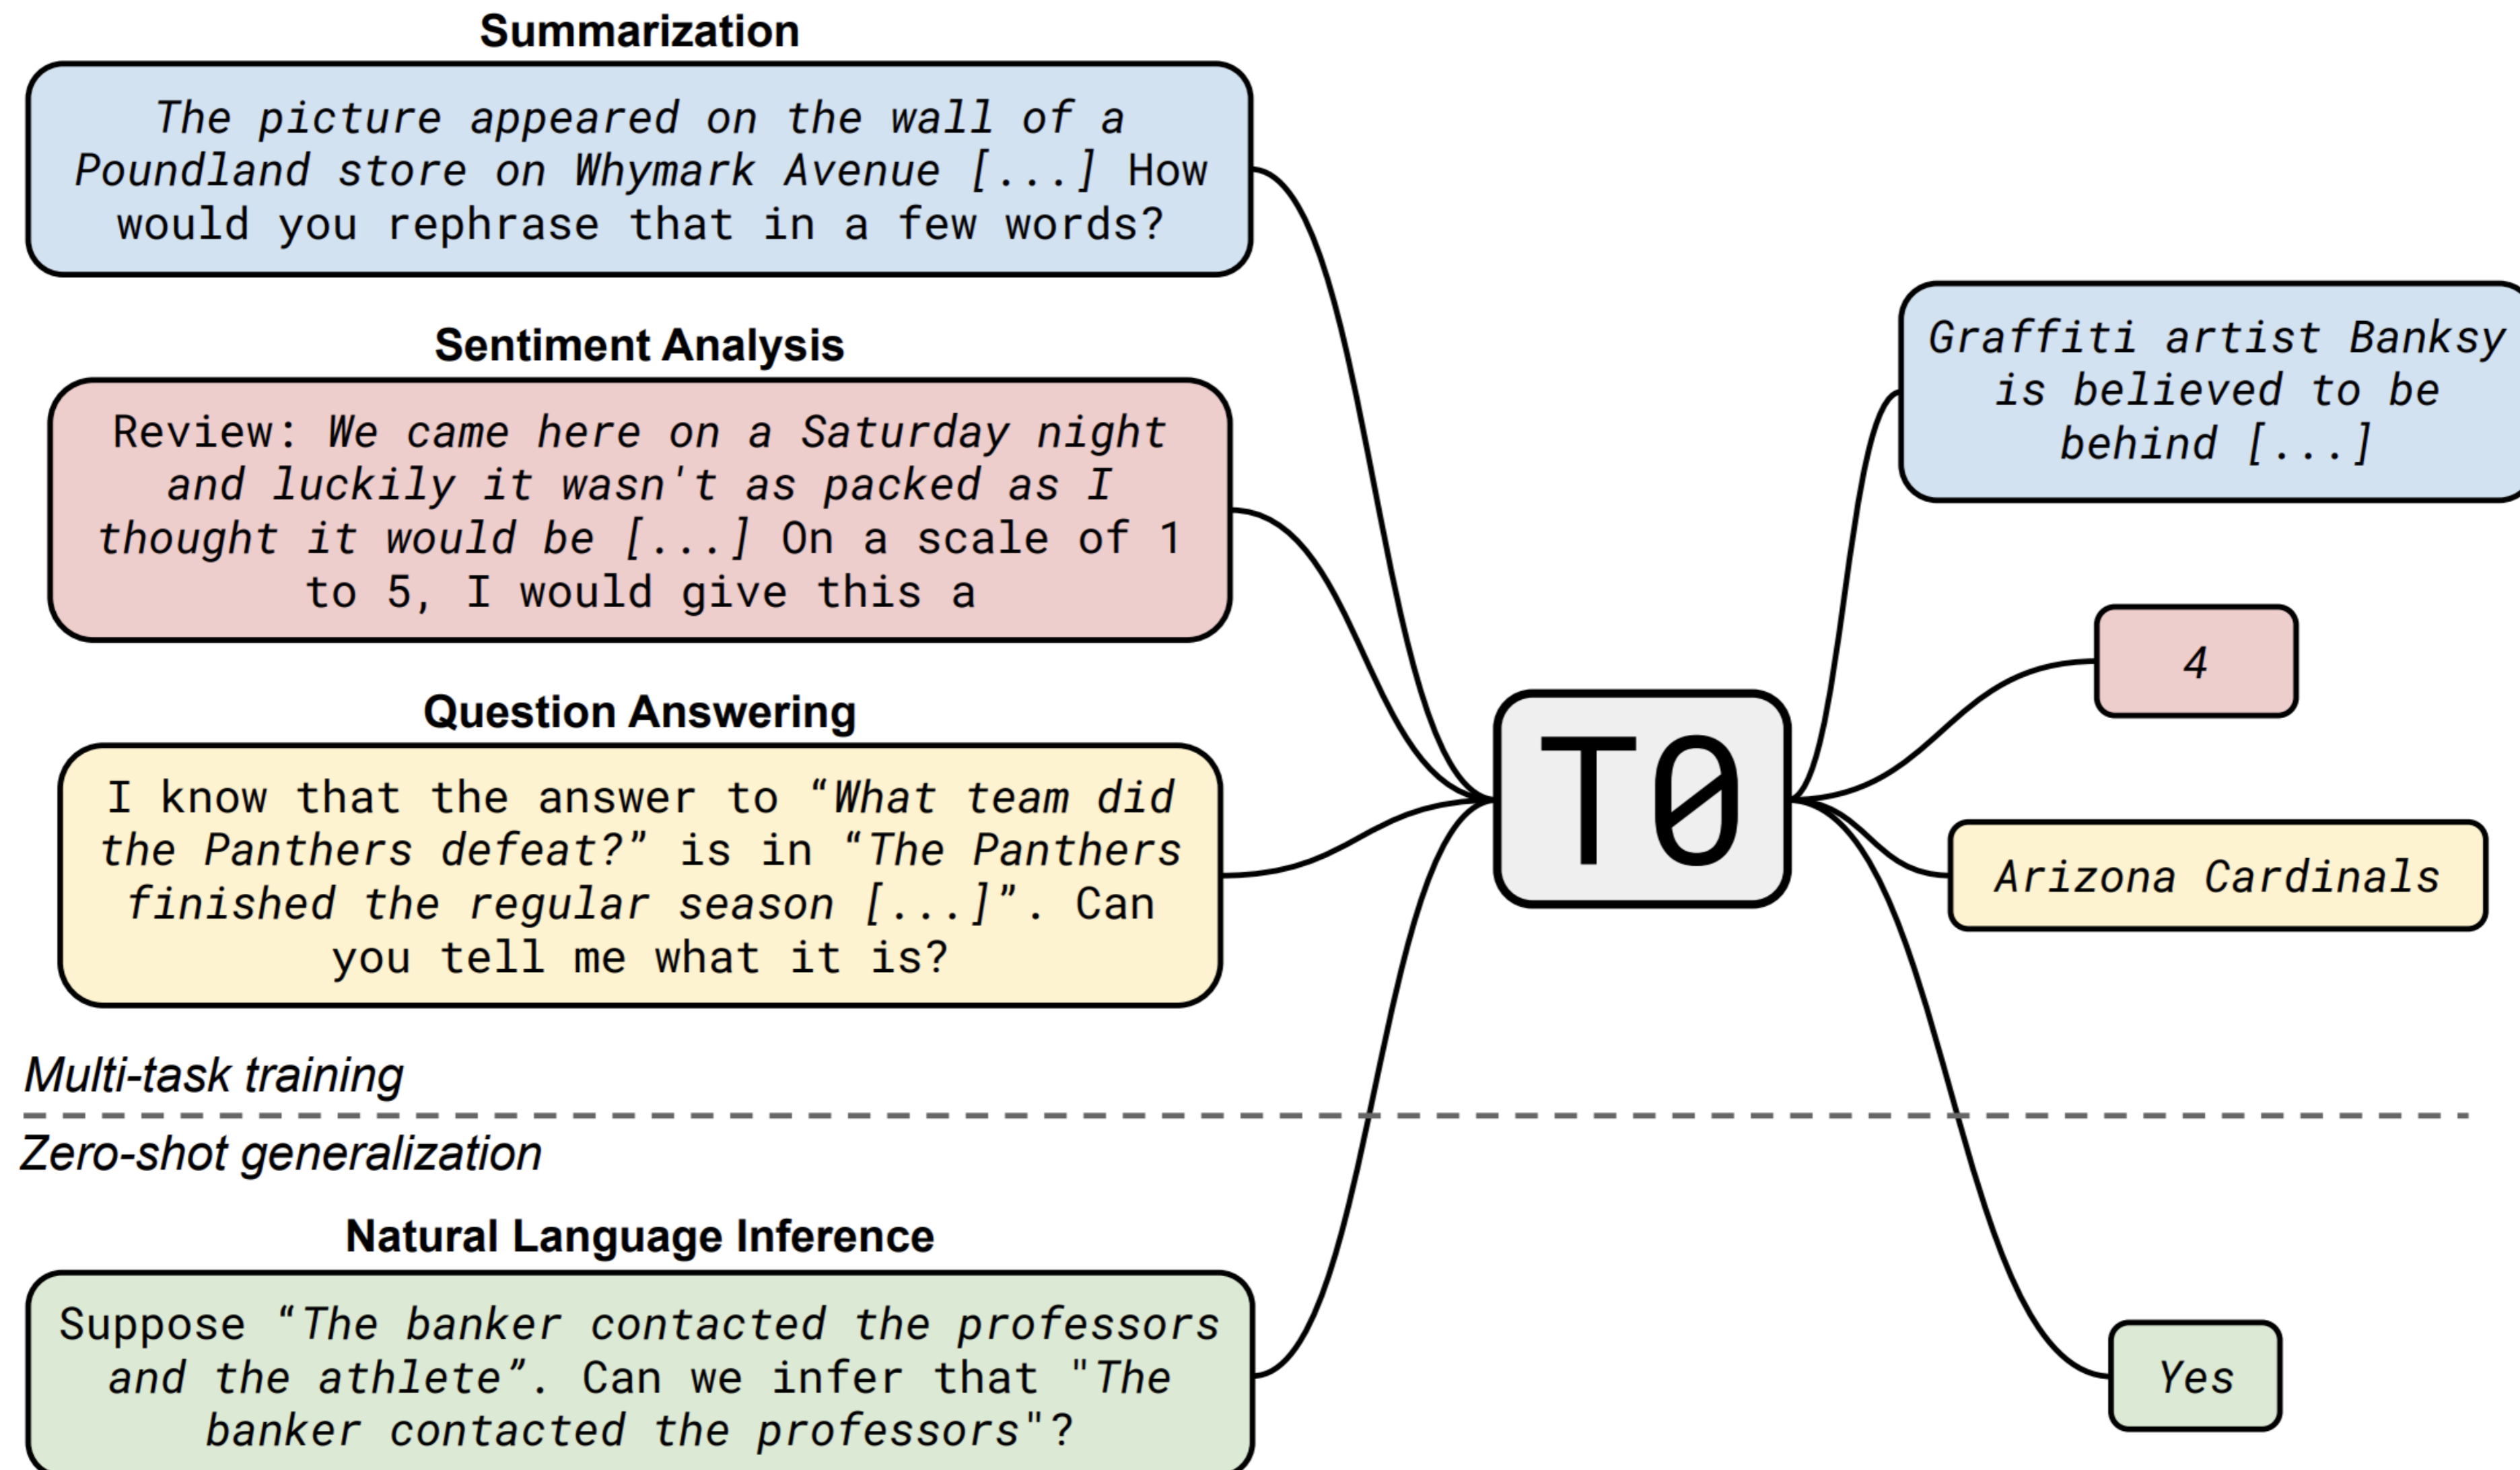 Summarization
The picture appeared on the wall of a
Poundland store on Whymark Avenue [...] How
would you rephrase that in a few words?
Sentiment Analysis
Review: We came here on a Saturday night
and luckily it wasn't as packed as I
thought it would be [...] On a scale of 1
to 5, I would give this a
Question Answering
I know that the answer to “What team did
the Panthers defeat?” is in “The Panthers
finished the regular season [...]”. Can
you tell me what it is?
Multi-task training
Zero-shot generalization
Natural Language Inference
Suppose “The banker contacted the professors
and the athlete”. Can we infer that "The
banker contacted the professors"?
T0
Graffiti artist Banksy
is believed to be
behind [...]
4
Arizona Cardinals
Yes